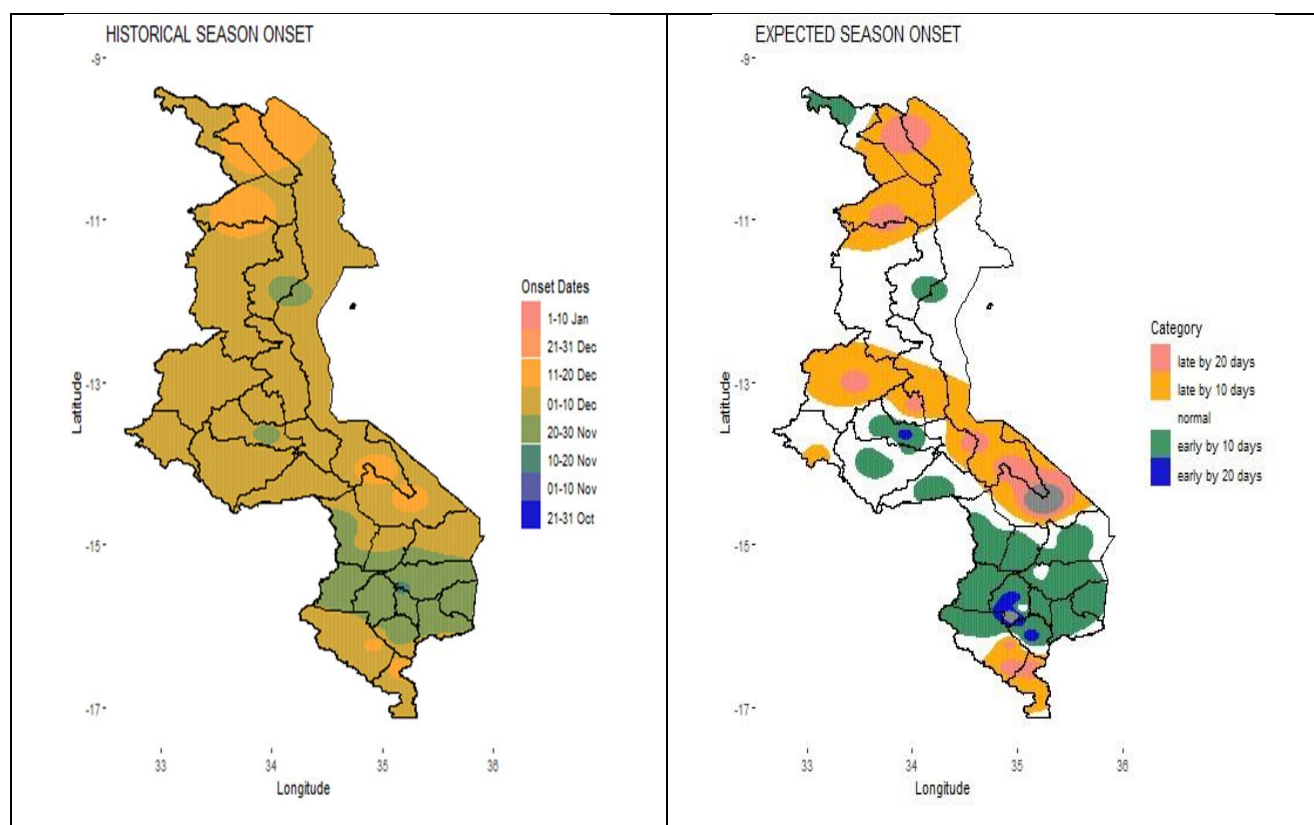 HISTORICAL SEASON ONSET
-9
-11
-13
-15
-17
Latitude
33
34
35
36
Longitude
Onset Dates
1-10 Jan
21-31 Dec
11-20 Dec
01-10 Dec
20-30 Nov
10-20 Nov
01-10 Nov
21-31 Oct
EXPECTED SEASON ONSET
-9
-11
-13
-15
-17
Latitude
33
34
35
36
Longitude
Category
late by 20 days
late by 10 days
normal
early by 10 days
early by 20 days